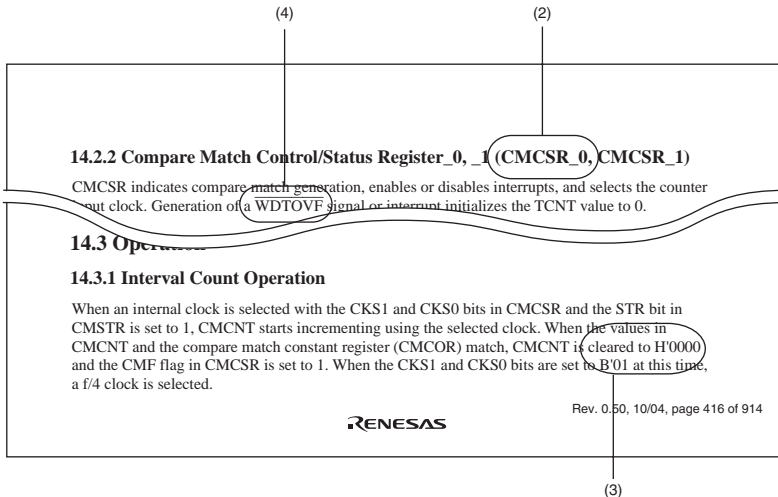 (4)
(2)
14.2.2 Compare Match Control/Status Register_0, _1 (CMCSR_0, CMCSR_1)
CMCSR indicates compare match generation, enables or disables interrupts, and selects the counter
input clock. Generation of a WDTOVF signal or interrupt initializes the TCNT value to 0.
14.3 Operation
14.3.1 Interval Count Operation
When an internal clock is selected with the CKS1 and CKS0 bits in CMCSR and the STR bit in
CMSTR is set to 1, CMCNT starts incrementing using the selected clock. When the values in
CMCNT and the compare match constant register (CMCOR) match, CMCNT is cleared to H'0000
and the CMF flag in CMCSR is set to 1. When the CKS1 and CKS0 bits are set to B'01 at this time,
a f/4 clock is selected.
Rev. 0.50, 10/04, page 416 of 914
RENESAS
(3)